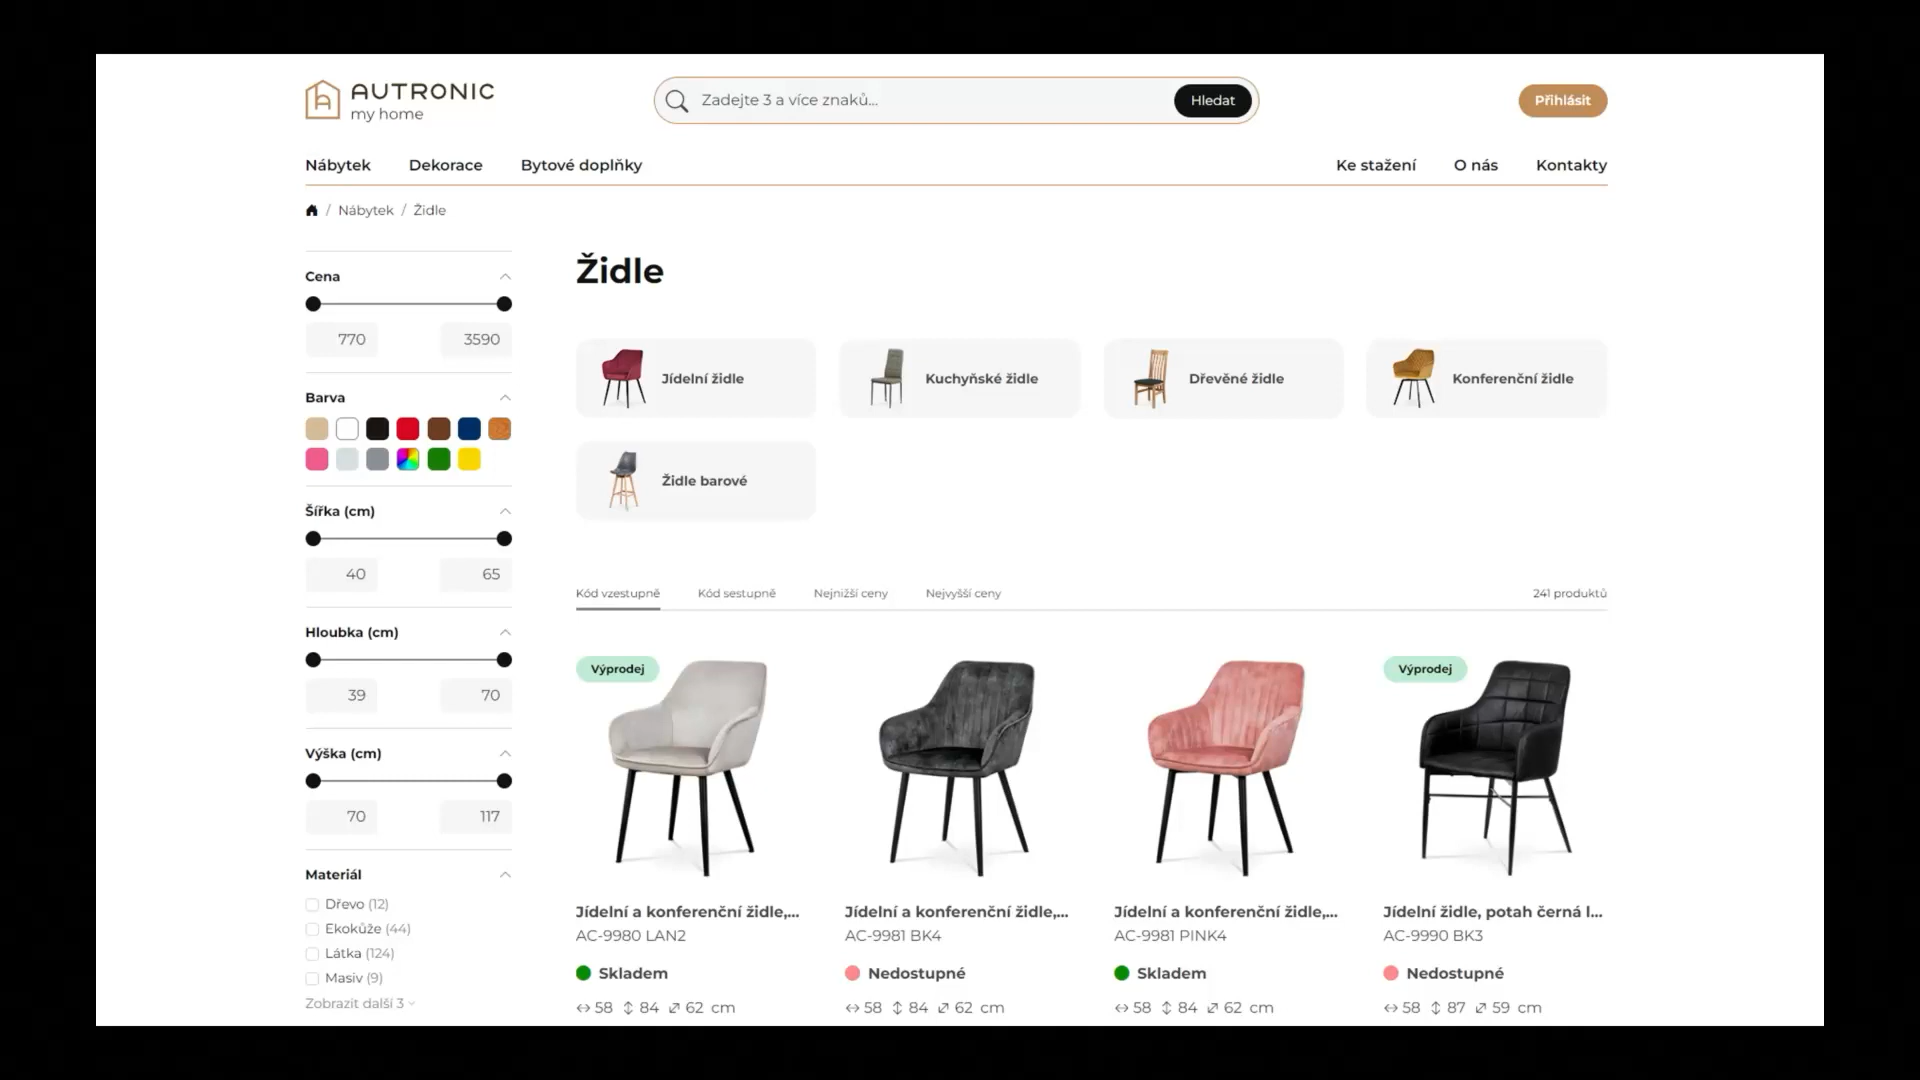 AUTRONIC
my home
Zadejte 3 a více znaků...
Hledat
Přihlásit
Nábytek Dekorace Bytové doplňky Ke stažení O nás Kontakty
/ Nábytek / Židle
Cena
770 3590
Barva
Šířka (cm)
40 65
Hloubka (cm)
39 70
Výška (cm)
70 117
Materiál
Dřevo (12)
Ekokůže (44)
Látka (124)
Masiv (9)
Zobrazit další 3
Židle
Jídelní židle
Kuchyňské židle
Dřevěné židle
Konferenční židle
Židle barové
Kód vzestupně Kód sestupně Nejnižší ceny Nejvyšší ceny 241 produktů
Výprodej
Jídelní a konferenční židle,...
AC-9980 LAN2
Skladem
58 84 62 cm
Jídelní a konferenční židle,...
AC-9981 BK4
Nedostupné
58 84 62 cm
Jídelní a konferenční židle,...
AC-9981 PINK4
Skladem
58 84 62 cm
Výprodej
Jídelní židle, potah černá l...
AC-9990 BK3
Nedostupné
58 87 59 cm